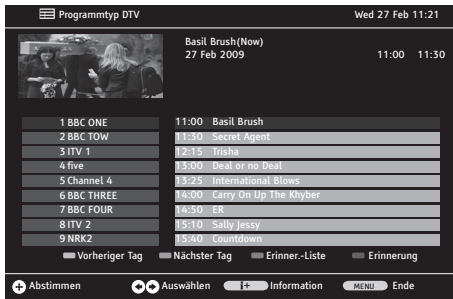 Programmtyp DTV Wed 27 Feb 11:21
Basil Brush(Now)
27 Feb 2009 11:00 11:30
1 BBC ONE 11:00 Basil Brush
2 BBC TOW 11:30 Secret Agent
3 ITV 1 12:15 Trisha
4 five 13:00 Deal or no Deal
5 Channel 4 13:25 International Blows
6 BBC THREE 14:00 Carry On Up The Khyber
7 BBC FOUR 14:50 ER
8 ITV 2 15:10 Sally Jessy
9 NRK2 15:40 Countdown
Vorheriger Tag Nächster Tag Erinner.-Liste Erinnerung
Abstimmen Auswählen i+ Information MENU Ende